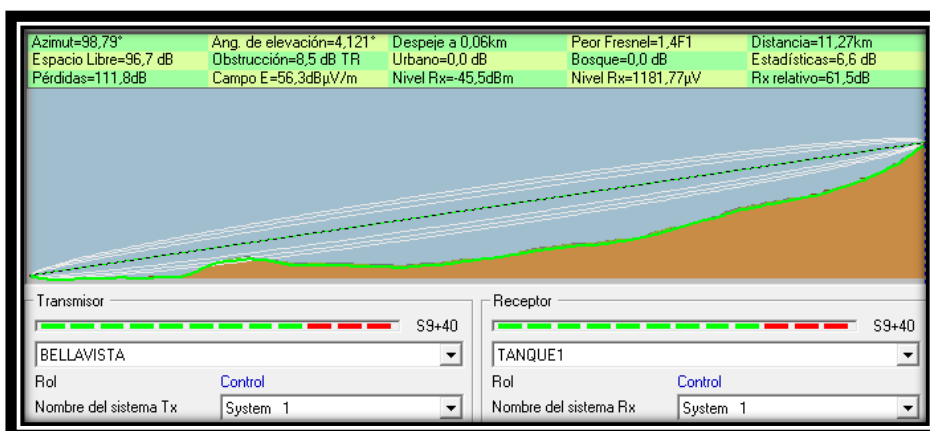 Azimut=98,79° Ang. de elevación=4,121° Despeje a 0,06km Peor Fresnel=1,4F1 Distancia=11,27km
Espacio Libre=96,7 dB Obstrucción=8,5 dB TR Urbano=0,0 dB Bosque=0,0 dB Estadísticas=6,6 dB
Pérdidas=111,8dB Campo E=56,3dBµV/m Nivel Rx=-45,5dBm Nivel Rx=1181,77µV Rx relativo=61,5dB
Transmisor Receptor
S9+40 S9+40
BELLAVISTA TANQUE1
Rol Control Rol Control
Nombre del sistema Tx System 1 Nombre del sistema Rx System 1